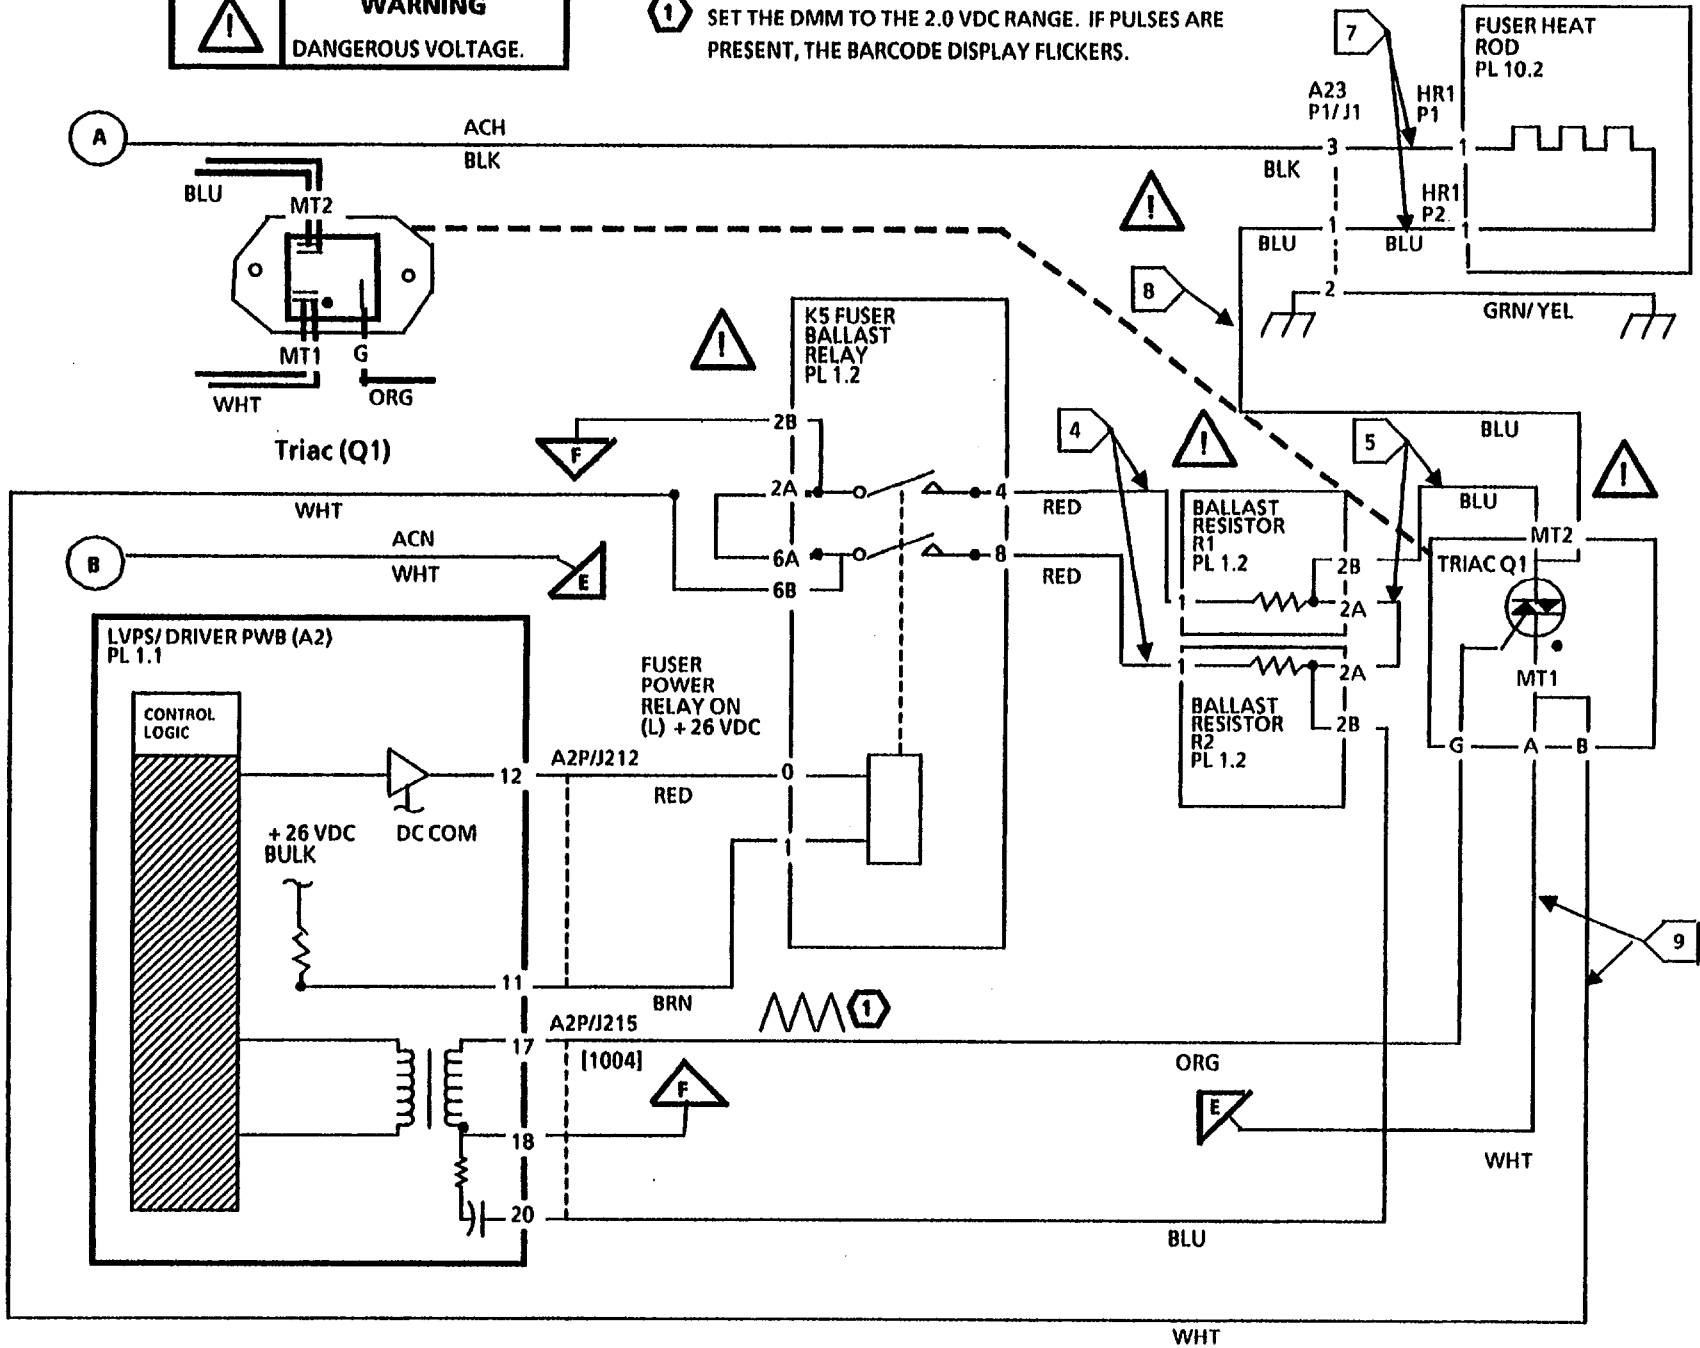 WARNING
DANGEROUS VOLTAGE.
1
SET THE DMM TO THE 2.0 VDC RANGE. IF PULSES ARE
PRESENT, THE BARCODE DISPLAY FLICKERS.
7
FUSER HEAT
ROD
PL 10.2
A23
P1/J1
HR1
P1
A
ACH
BLK
BLK
3
1
BLU
MT2
HR1
P2
BLU
1
BLU
1
2
GRN/YEL
8
MT1
G
WHT
ORG
Triac (Q1)
K5 FUSER
BALLAST
RELAY
PL 1.2
2B
F
2A
4
RED
6A
8
RED
6B
WHT
B
ACN
WHT
E
4
5
BLU
BLU
BALLAST
RESISTOR
R1
PL 1.2
2B
1
2A
MT2
TRIAC Q1
MT1
G
A
B
1
2A
BALLAST
RESISTOR
R2
PL 1.2
2B
LVPS/DRIVER PWB (A2)
PL 1.1
CONTROL
LOGIC
FUSER
POWER
RELAY ON
(L) +26 VDC
12
A2P/J212
RED
0
+26 VDC
BULK
DC COM
1
11
BRN
9
1
A2P/J215
17
[1004]
ORG
F
E
18
WHT
20
BLU
WHT